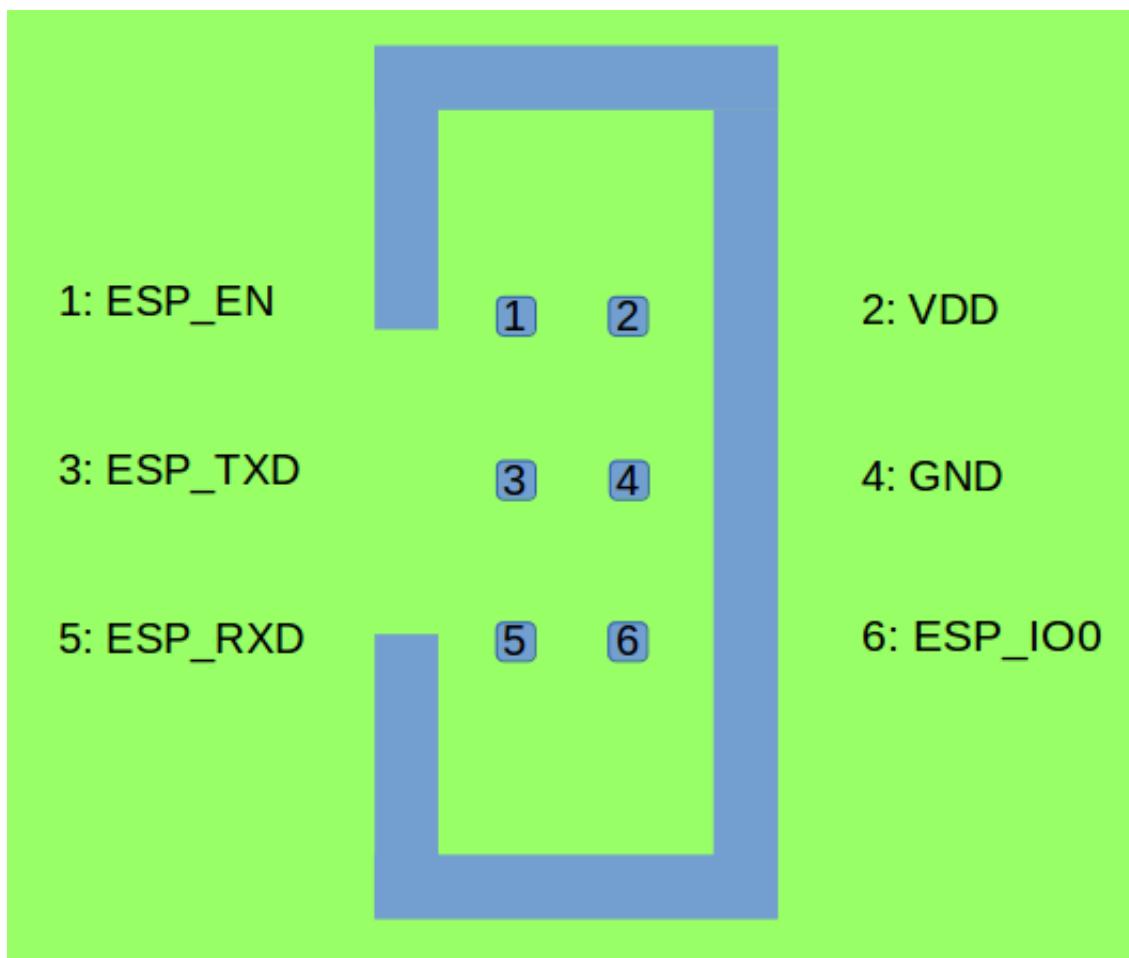 1: ESP_EN
1 2
2: VDD
3: ESP_TXD
3 4
4: GND
5: ESP_RXD
5 6
6: ESP_IO0